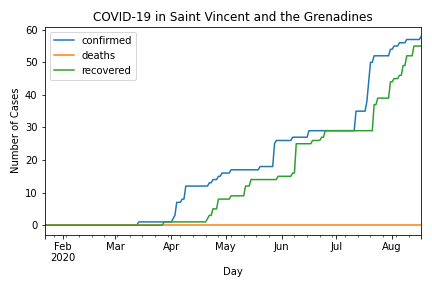 COVID-19 in Saint Vincent and the Grenadines
confirmed
deaths
recovered
Number of Cases
60
50
40
30
20
10
0
Feb Mar Apr May Jun Jul Aug
2020
Day